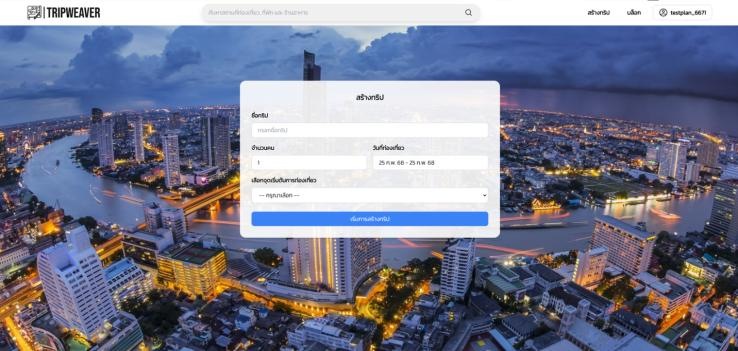 TRIPWEAVER
ค้นหาสถานที่ท่องเที่ยว, ที่พัก และ ร้านอาหาร
สร้างทริป
บล็อก
testplan_6671
สร้างทริป
ชื่อทริป
กรอกชื่อทริป
จำนวนคน
วันที่ท่องเที่ยว
1
25 ก.พ. 68 - 25 ก.พ. 68
เลือกจุดเริ่มต้นการท่องเที่ยว
-- กรุณาเลือก --
เริ่มการสร้างทริป